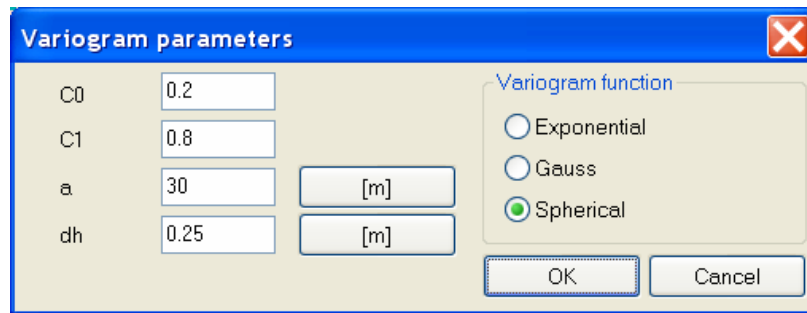 Variogram parameters
C0 0.2
C1 0.8
a 30 [m]
dh 0.25 [m]
Variogram function
Exponential
Gauss
Spherical
OK Cancel